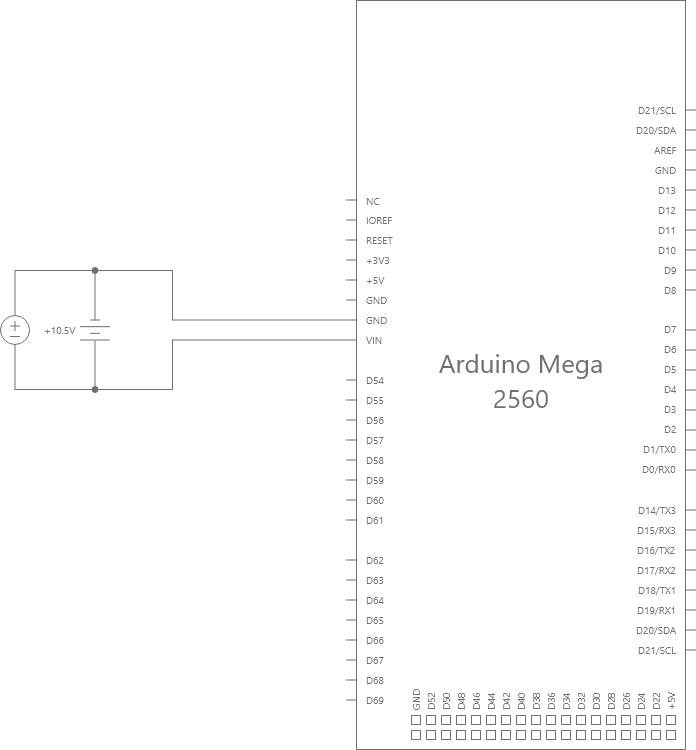 D21/SCL
D20/SDA
AREF
GND
D13
D12
D11
D10
D9
D8
NC
IOREF
RESET
+3V3
+5V
GND
GND
VIN
+10.5V
Arduino Mega
2560
D7
D6
D5
D4
D3
D2
D1/TX0
D0/RX0
D54
D55
D56
D57
D58
D59
D60
D61
D14/TX3
D15/RX3
D16/TX2
D17/RX2
D18/TX1
D19/RX1
D20/SDA
D21/SCL
D62
D63
D64
D65
D66
D67
D68
D69
GND
D52
D50
D48
D46
D44
D42
D40
D38
D36
D34
D32
D30
D28
D26
D24
D22
+5V